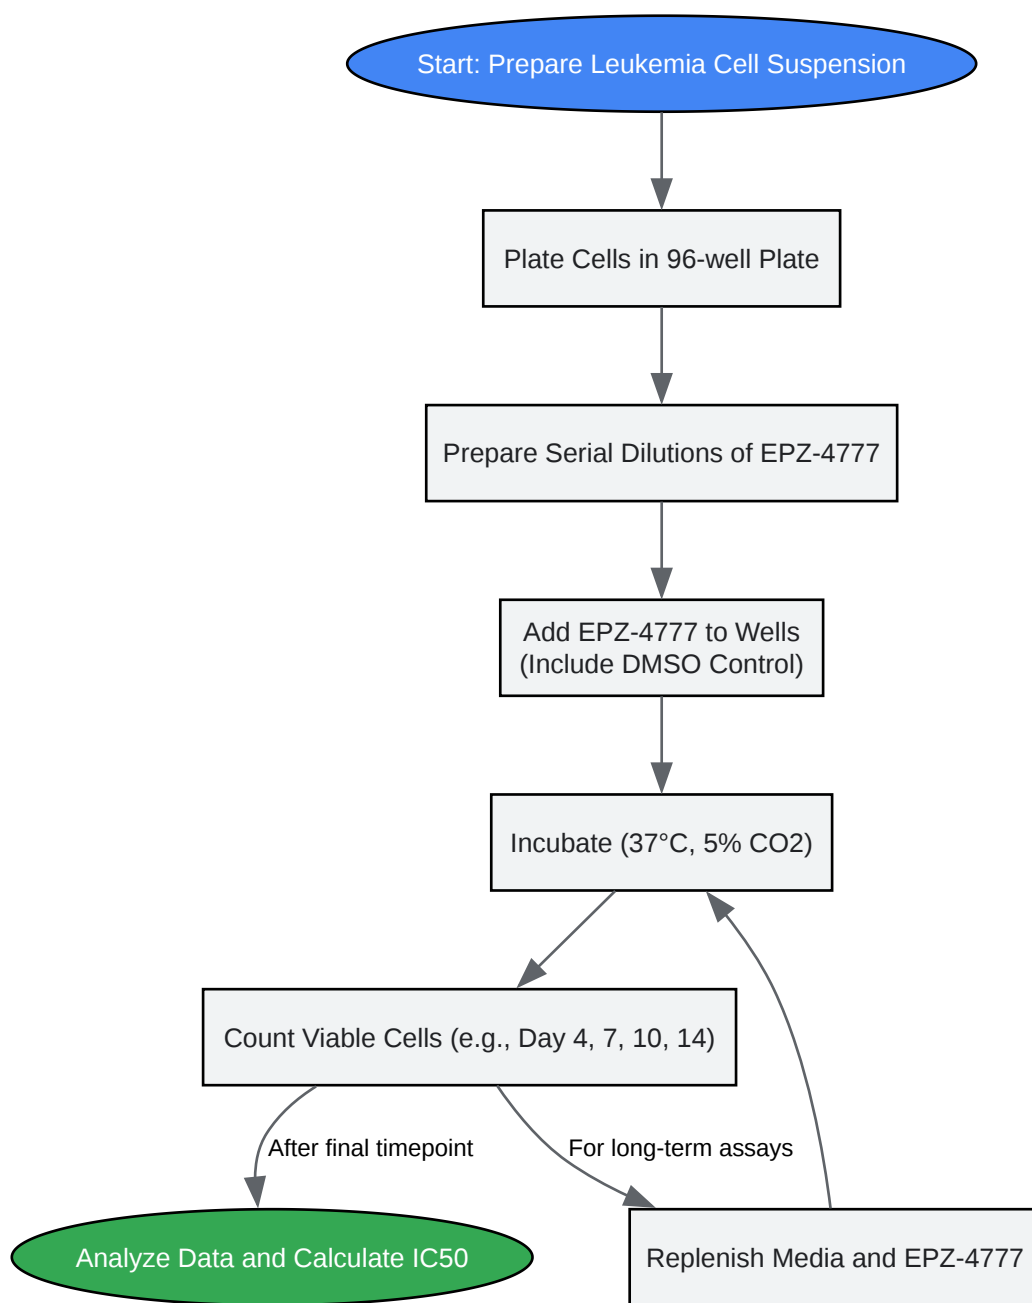 Start: Prepare Leukemia Cell Suspension
Plate Cells in 96-well Plate
Prepare Serial Dilutions of EPZ-4777
Add EPZ-4777 to Wells
(Include DMSO Control)
Incubate (37°C, 5% CO2)
Count Viable Cells (e.g., Day 4, 7, 10, 14)
After final timepoint
For long-term assays
Analyze Data and Calculate IC50
Replenish Media and EPZ-4777